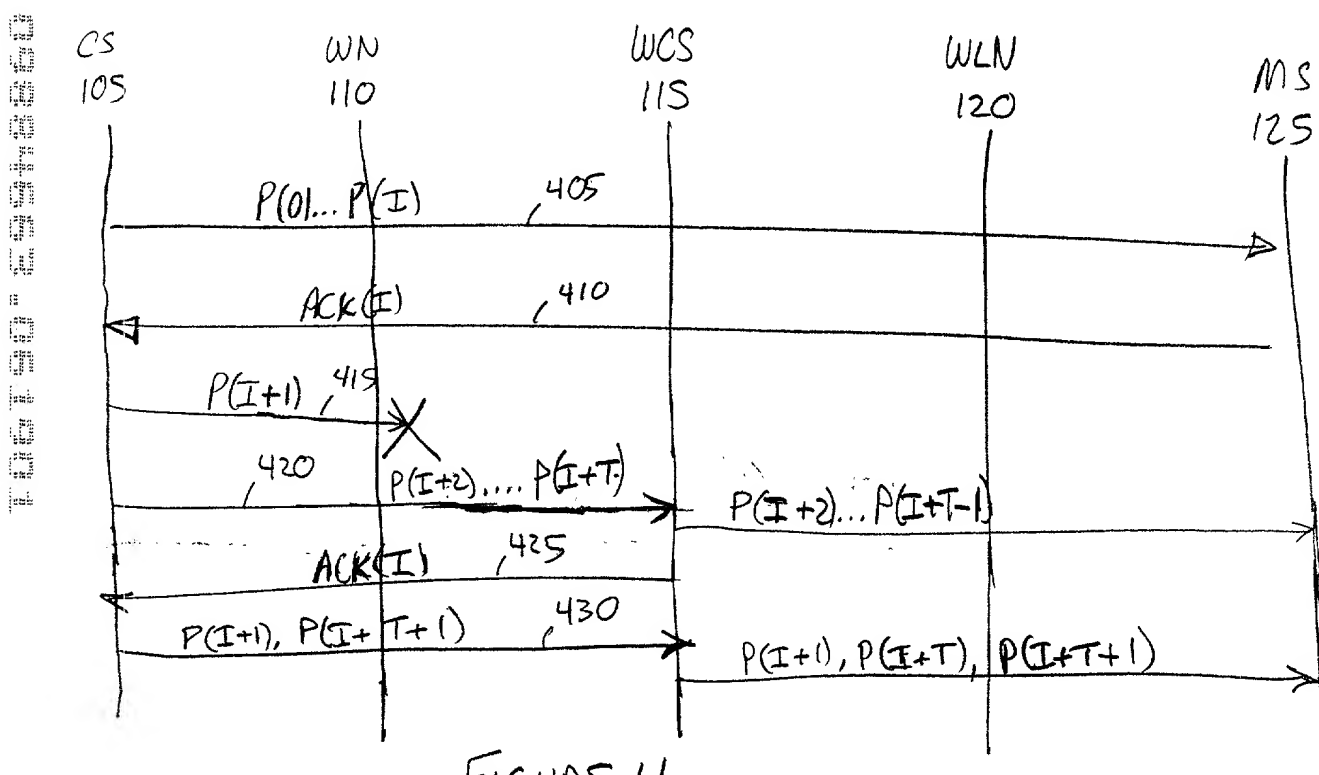 CS
105
WN
110
WCS
115
WLN
120
MS
125
P(0)... P(I)
405
ACK(I)
410
P(I+1)
415
420
P(I+2).... P(I+T)
P(I+2)...P(I+T-1)
ACK(I)
425
P(I+1), P(I+T+1)
430
P(I+1), P(I+T), P(I+T+1)